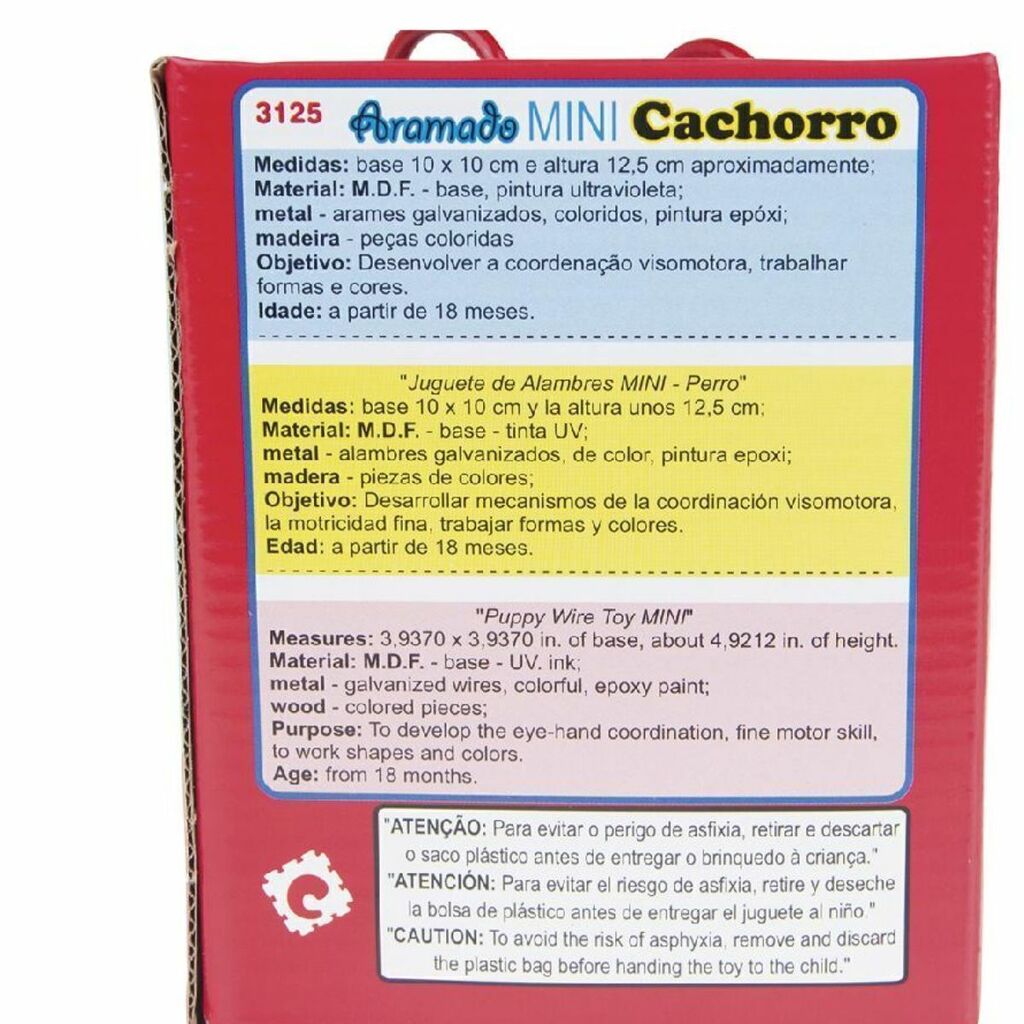 3125 Aramado MINI Cachorro
Medidas: base 10 x 10 cm e altura 12,5 cm aproximadamente;
Material: M.D.F. - base, pintura ultravioleta;
metal - arames galvanizados, coloridos, pintura epóxi;
madeira - peças coloridas
Objetivo: Desenvolver a coordenação visomotora, trabalhar
formas e cores.
Idade: a partir de 18 meses.
"Juguete de Alambres MINI - Perro"
Medidas: base 10 x 10 cm y la altura unos 12,5 cm;
Material: M.D.F. - base - tinta UV;
metal - alambres galvanizados, de color, pintura epoxi;
madera - piezas de colores;
Objetivo: Desarrollar mecanismos de la coordinación visomotora,
la motricidad fina, trabajar formas y colores.
Edad: a partir de 18 meses.
"Puppy Wire Toy MINI"
Measures: 3,9370 x 3,9370 in. of base, about 4,9212 in. of height.
Material: M.D.F. - base - UV. ink;
metal - galvanized wires, colorful, epoxy paint;
wood - colored pieces;
Purpose: To develop the eye-hand coordination, fine motor skill,
to work shapes and colors.
Age: from 18 months.
"ATENÇÃO: Para evitar o perigo de asfixia, retirar e descartar
o saco plástico antes de entregar o brinquedo à criança."
"ATENCIÓN: Para evitar el riesgo de asfixia, retire y deseche
la bolsa de plástico antes de entregar el juguete al niño."
"CAUTION: To avoid the risk of asphyxia, remove and discard
the plastic bag before handing the toy to the child."